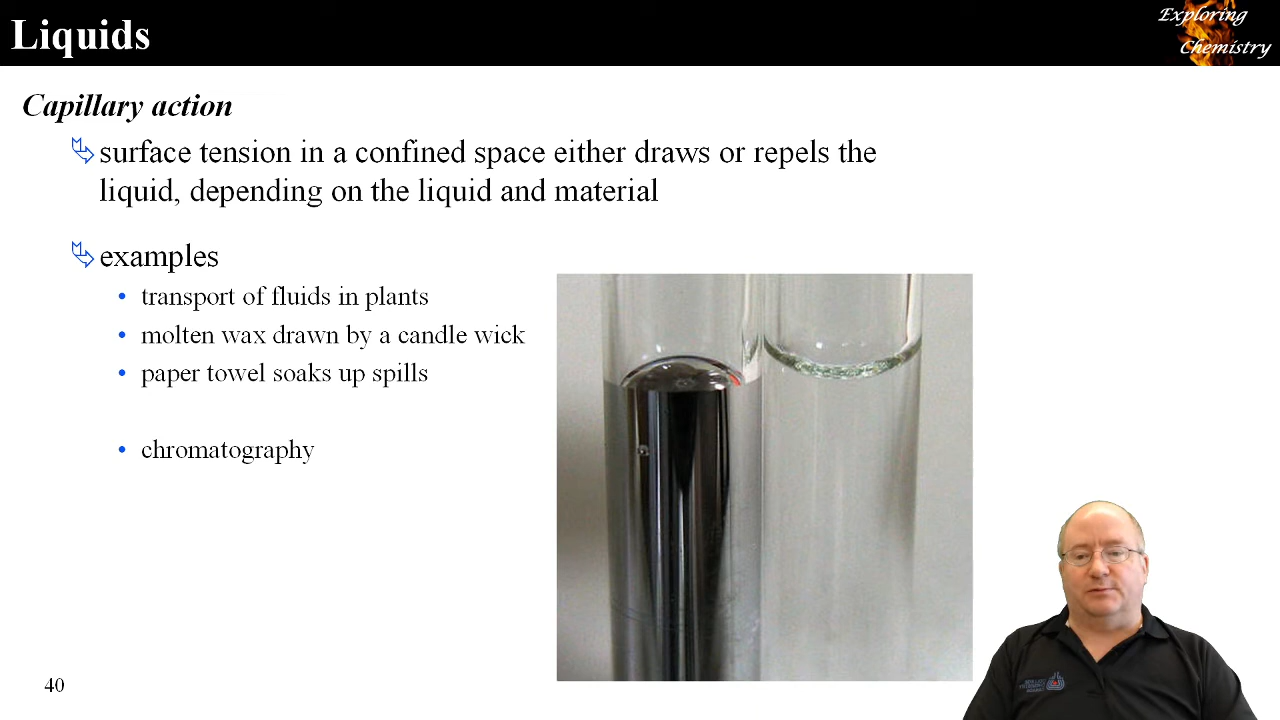 Liquids
Exploring
Chemistry
Capillary action
surface tension in a confined space either draws or repels the
liquid, depending on the liquid and material
examples
• transport of fluids in plants
• molten wax drawn by a candle wick
• paper towel soaks up spills
• chromatography
40